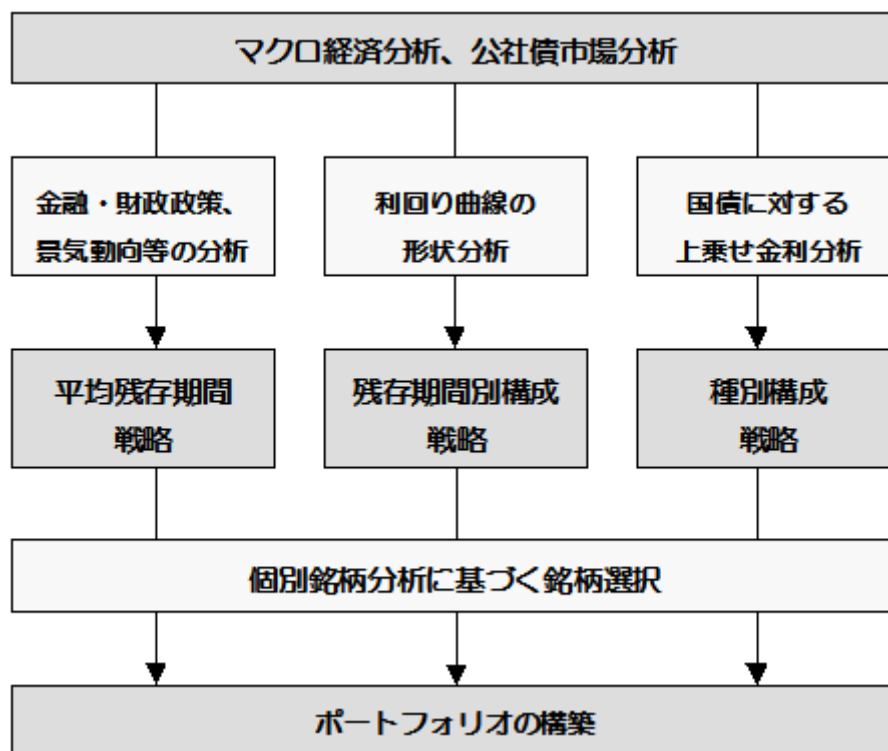 マクロ経済分析、公社債市場分析
金融・財政政策、
景気動向等の分析
利回り曲線の
形状分析
国債に対する
上乗せ金利分析
平均残存期間
戦略
残存期間別構成
戦略
種別構成
戦略
個別銘柄分析に基づく銘柄選択
ポートフォリオの構築